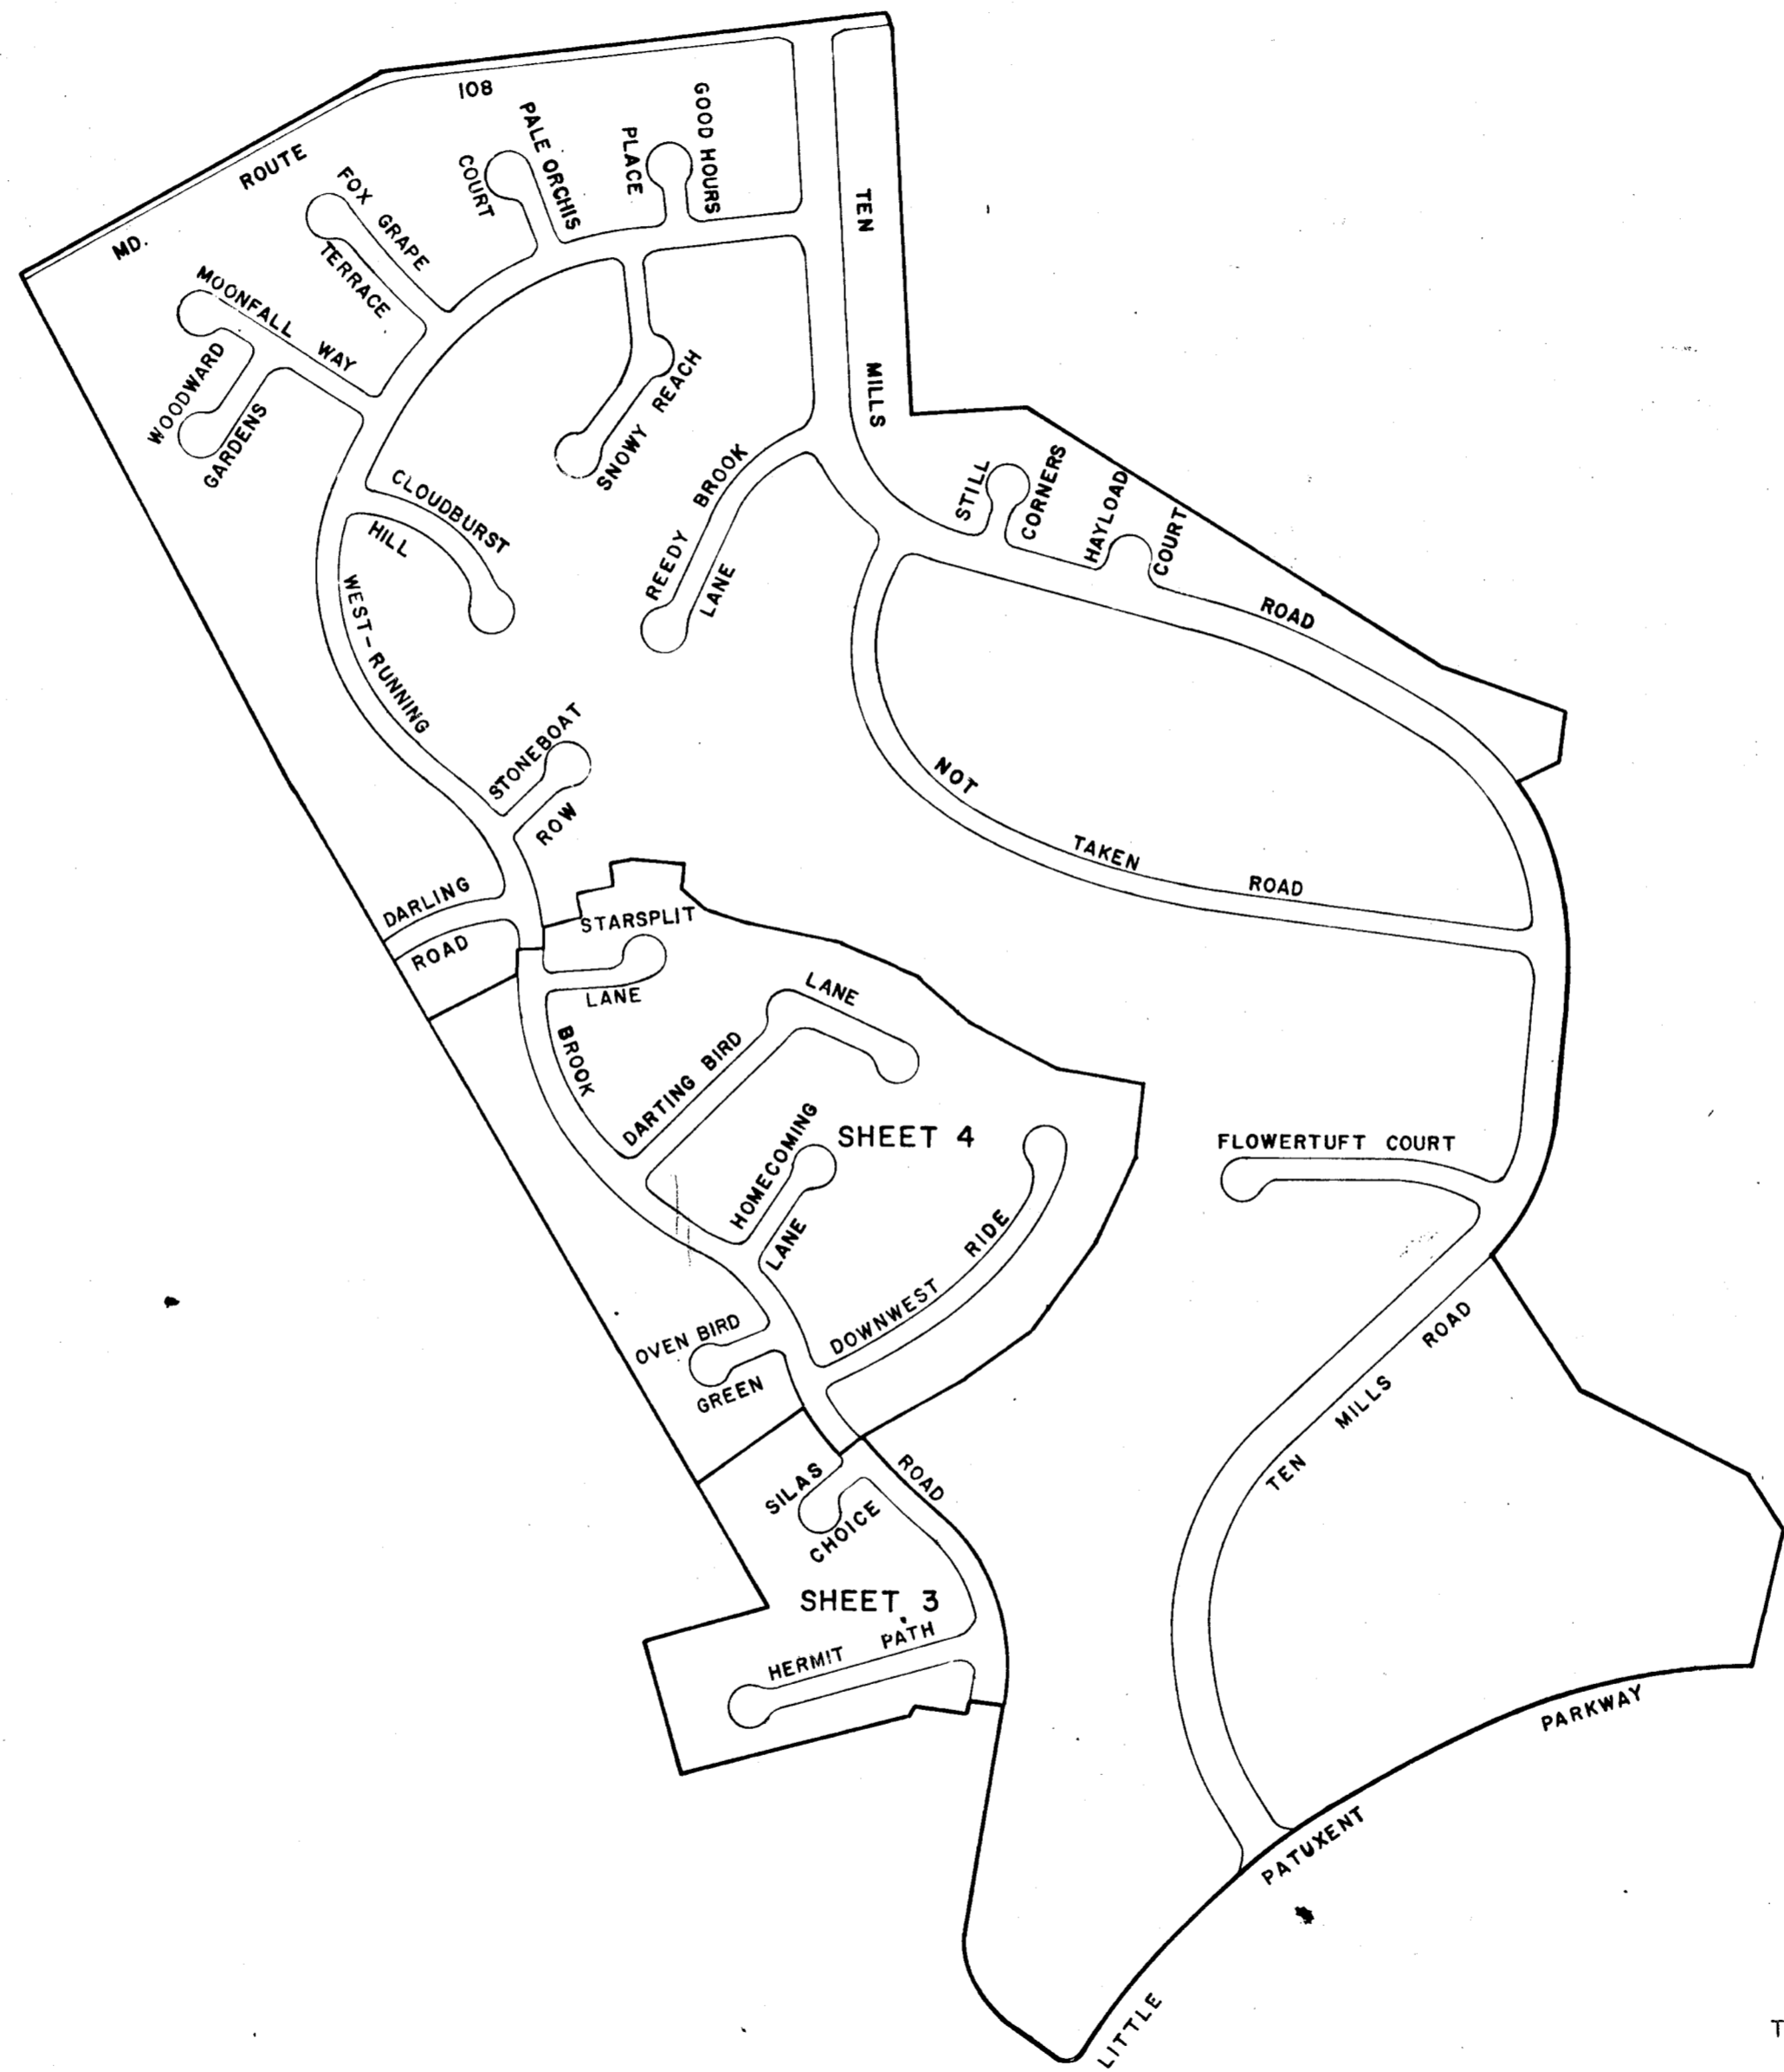 MD. ROUTE 108
FOX GRAPE
TERRACE
PALE ORCHIS
COURT
GOOD HOURS
PLACE
MOONFALL WAY
WOODWARD
GARDENS
SNOWY REACH
CLOUDBURST
HILL
REEDY BROOK
LANE
TEN MILLS ROAD
STILL
CORNERS
HAYLOAD
COURT
NOT TAKEN ROAD
WEST-RUNNING BROOK ROAD
STONEBOAT
ROW
DARLING
ROAD
STARSPLIT
LANE
DARTING BIRD LANE
HOMECOMING
LANE
SHEET 4
DOWNWEST RIDE
OVEN BIRD
GREEN
FLOWERTUFT COURT
TEN MILLS ROAD
SILAS
CHOICE
SHEET 3
HERMIT PATH
LITTLE PATUXENT PARKWAY
T